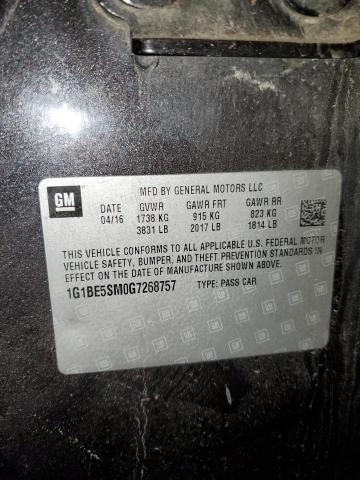 GM
MFD BY GENERAL MOTORS LLC
DATE GVWR GAWR FRT GAWR RR
04/16 1738 KG 915 KG 823 KG
3831 LB 2017 LB 1814 LB
THIS VEHICLE CONFORMS TO ALL APPLICABLE U.S. FEDERAL MOTOR
VEHICLE SAFETY, BUMPER, AND THEFT PREVENTION STANDARDS IN
EFFECT ON THE DATE OF MANUFACTURE SHOWN ABOVE.
1G1BE5SM0G7268757 TYPE: PASS CAR